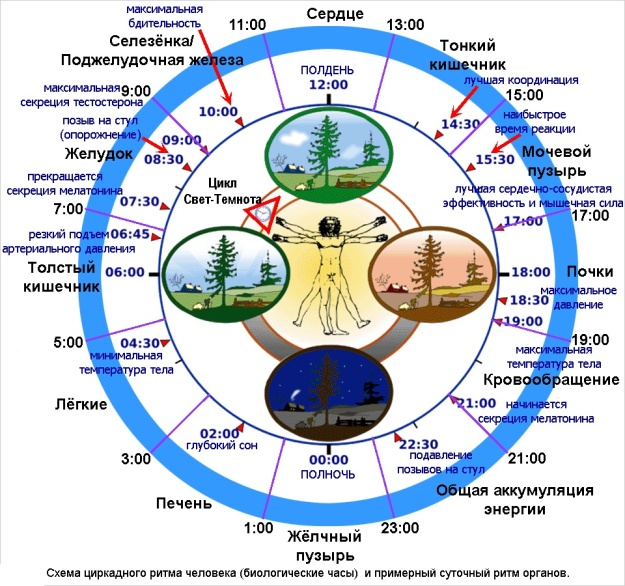 максимальная
бдительность
Сердце
11:00
13:00
Селезёнка/
Поджелудочная железа
Тонкий
кишечник
лучшая координация
ПОЛДЕНЬ
12:00
9:00
максимальная
секреция тестостерона
10:00
14:30
15:00
наибыстрое
время реакции
позыв на стул
(опорожнение)
09:00
Желудок
08:30
15:30
Мочевой
пузырь
прекращается
секреция мелатонина
07:30
Цикл
Свет-Темнота
лучшая сердечно-сосудистая
эффективность и мышечная сила
7:00
17:00
17:00
резкий подъем
артериального давления
06:45
Толстый
кишечник
06:00
18:00
Почки
18:30
максимальное
давление
19:00
19:00
5:00
04:30
минимальная
температура тела
максимальная
температура тела
Кровообращение
Лёгкие
21:00
начинается
секреция мелатонина
02:00
глубокий сон
22:30
подавление
позывов на стул
3:00
21:00
00:00
ПОЛНОЧЬ
Печень
Общая аккумуляция
энергии
1:00
23:00
Жёлчный
пузырь
Схема циркадного ритма человека (биологические часы) и примерный суточный ритм органов.